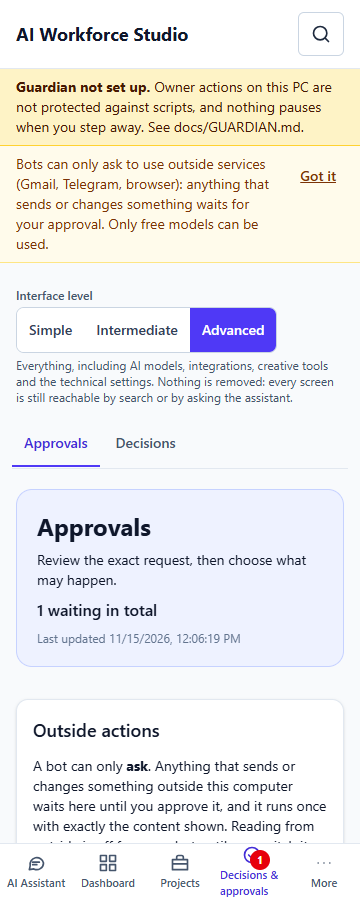 AI Workforce Studio
Guardian not set up. Owner actions on this PC are
not protected against scripts, and nothing pauses
when you step away. See docs/GUARDIAN.md.
Bots can only ask to use outside services
(Gmail, Telegram, browser): anything that
sends or changes something waits for
your approval. Only free models can be
used.
Got it
Interface level
Simple
Intermediate
Advanced
Everything, including AI models, integrations, creative tools
and the technical settings. Nothing is removed: every screen
is still reachable by search or by asking the assistant.
Approvals
Decisions
Approvals
Review the exact request, then choose what
may happen.
1 waiting in total
Last updated 11/15/2026, 12:06:19 PM
Outside actions
A bot can only ask. Anything that sends or
changes something outside this computer
waits here until you approve it, and it runs once
with exactly the content shown. Reading from
AI Assistant
Dashboard
Projects
1
Decisions &
approvals
More